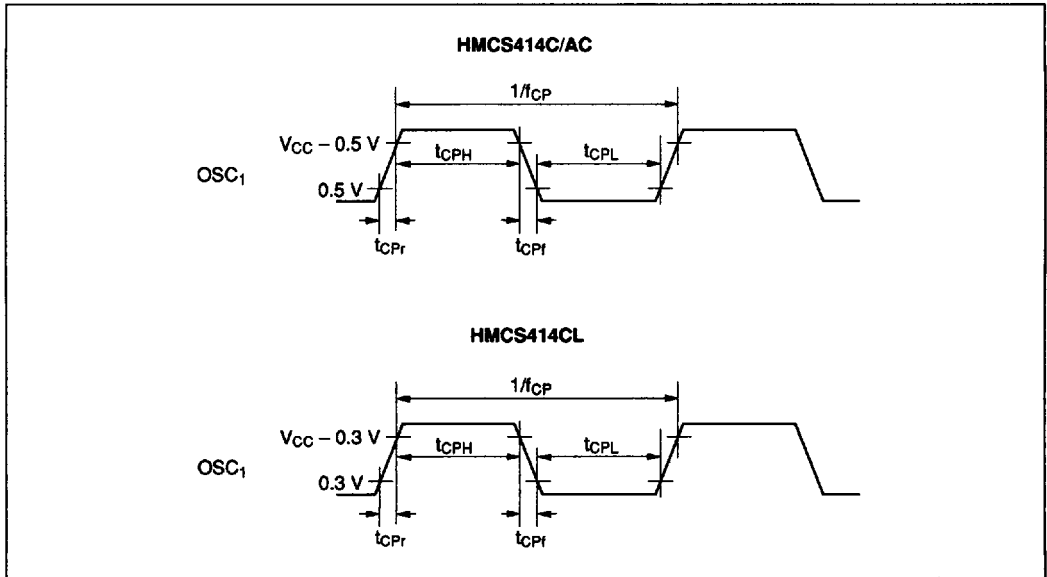 HMCS414C/AC
1/fCP
VCC – 0.5 V
tCPH
tCPL
OSC1
0.5 V
tCPr
tCPf
HMCS414CL
1/fCP
VCC – 0.3 V
tCPH
tCPL
OSC1
0.3 V
tCPr
tCPf